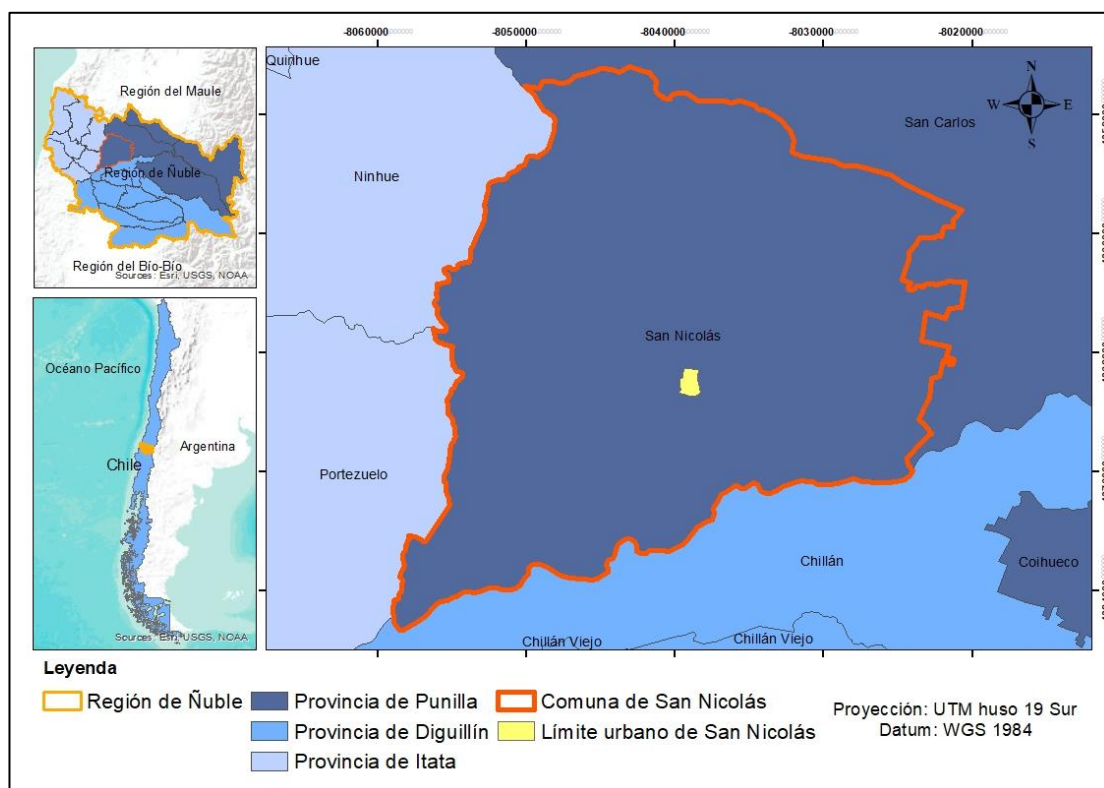 Región del Maule
Región de Ñuble
Región del Bío-Bío
Sources: Esri, USGS, NOAA
Océano Pacífico
Argentina
Chile
Sources: Esri, USGS, NOAA
-8060000
-8050000
-8040000
-8030000
-8020000
Quirihue
San Carlos
N
W
E
S
Ninhue
San Nicolás
Portezuelo
Chillán
Coihueco
Chillán Viejo
Chillán Viejo
Leyenda
Región de Ñuble
Provincia de Punilla
Comuna de San Nicolás
Provincia de Diguillín
Límite urbano de San Nicolás
Provincia de Itata
Proyección: UTM huso 19 Sur
Datum: WGS 1984